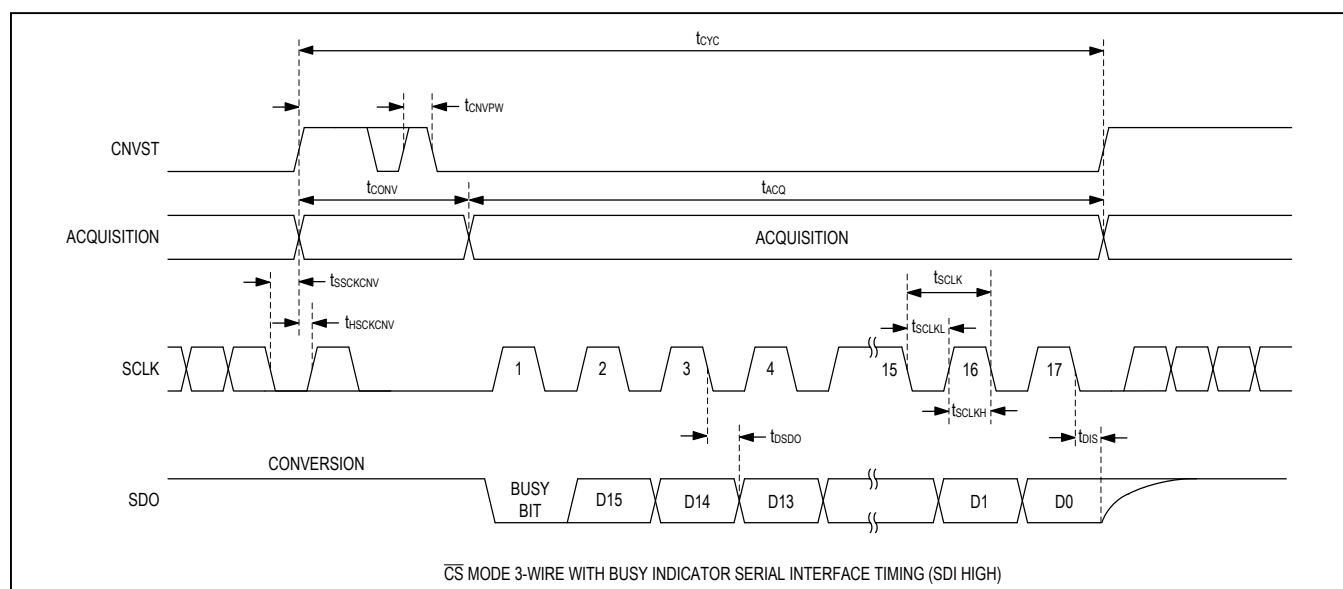 tCYC
tCNVPW
CNVST
tCONV tACQ
ACQUISITION ACQUISITION
tSSCKCNV tSCLK
tHSCKCNV tSCLKL
SCLK 1 2 3 4 15 16 17
tDSDO tSCLKH tDIS
CONVERSION
SDO BUSY BIT D15 D14 D13 D1 D0
CS MODE 3-WIRE WITH BUSY INDICATOR SERIAL INTERFACE TIMING (SDI HIGH)